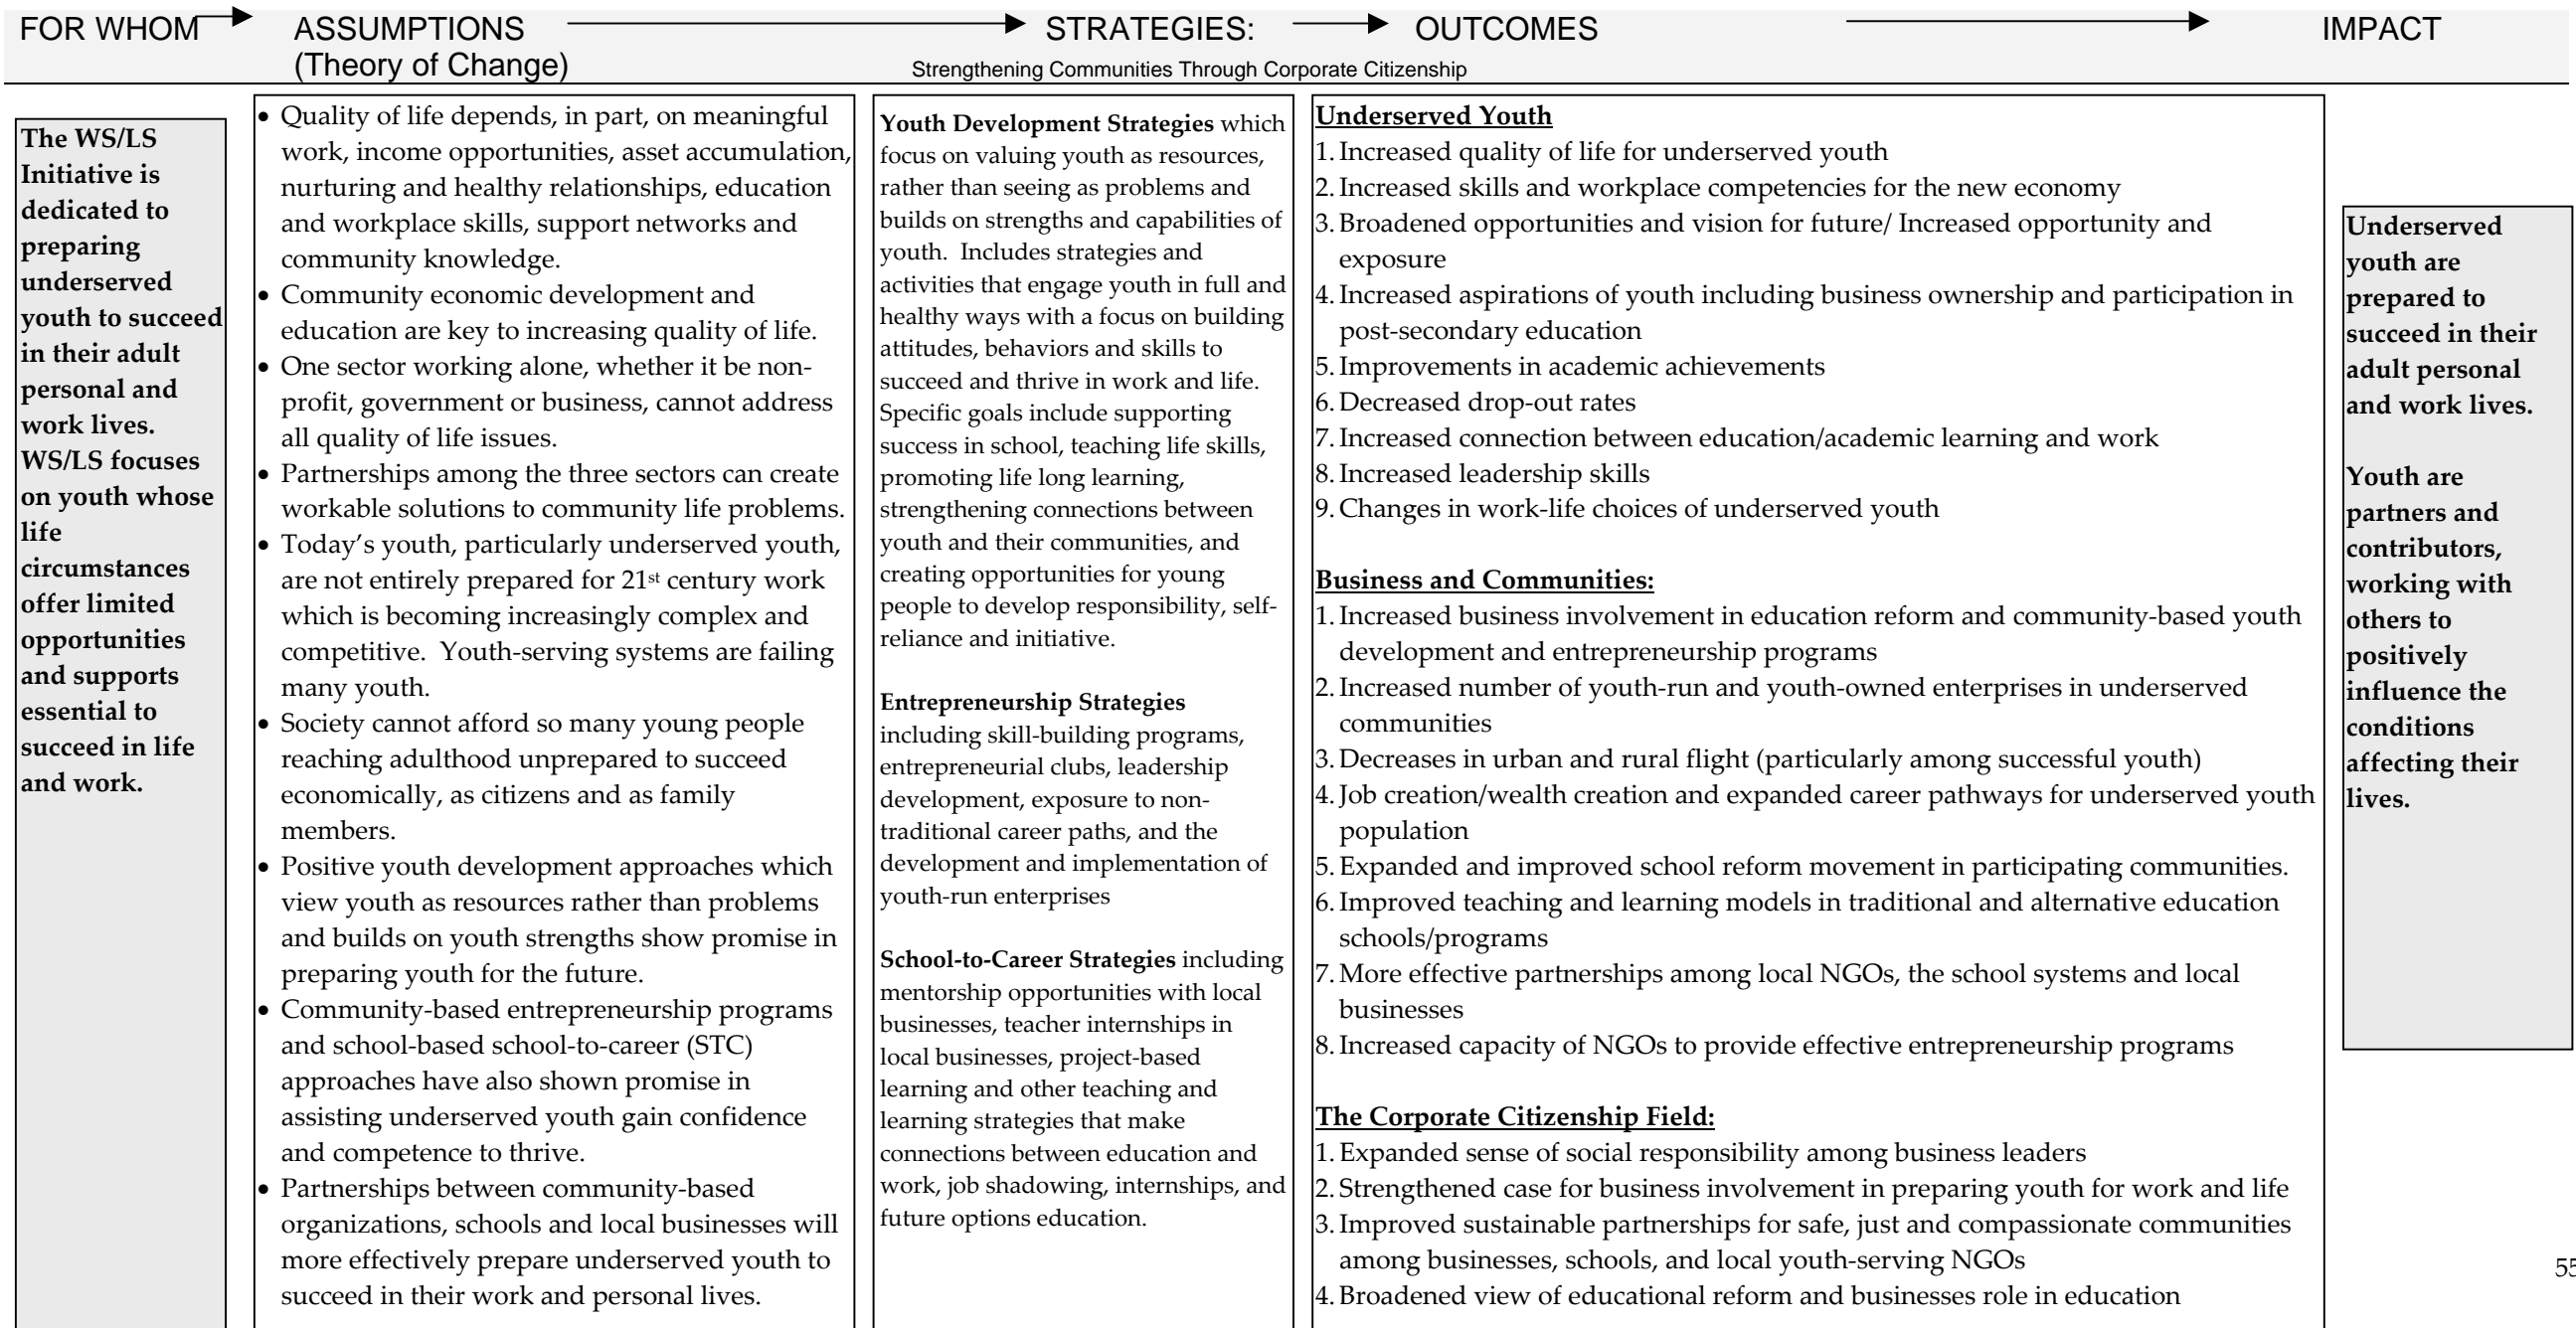 FOR WHOM
ASSUMPTIONS
(Theory of Change)
STRATEGIES:
Strengthening Communities Through Corporate Citizenship
OUTCOMES
IMPACT
The WS/LS
Initiative is
dedicated to
preparing
underserved
youth to succeed
in their adult
personal and
work lives.
WS/LS focuses
on youth whose
life
circumstances
offer limited
opportunities
and supports
essential to
succeed in life
and work.
• Quality of life depends, in part, on meaningful
work, income opportunities, asset accumulation,
nurturing and healthy relationships, education
and workplace skills, support networks and
community knowledge.
• Community economic development and
education are key to increasing quality of life.
• One sector working alone, whether it be non-
profit, government or business, cannot address
all quality of life issues.
• Partnerships among the three sectors can create
workable solutions to community life problems.
• Today’s youth, particularly underserved youth,
are not entirely prepared for 21st century work
which is becoming increasingly complex and
competitive.  Youth-serving systems are failing
many youth.
• Society cannot afford so many young people
reaching adulthood unprepared to succeed
economically, as citizens and as family
members.
• Positive youth development approaches which
view youth as resources rather than problems
and builds on youth strengths show promise in
preparing youth for the future.
• Community-based entrepreneurship programs
and school-based school-to-career (STC)
approaches have also shown promise in
assisting underserved youth gain confidence
and competence to thrive.
• Partnerships between community-based
organizations, schools and local businesses will
more effectively prepare underserved youth to
succeed in their work and personal lives.
Youth Development Strategies which
focus on valuing youth as resources,
rather than seeing as problems and
builds on strengths and capabilities of
youth.  Includes strategies and
activities that engage youth in full and
healthy ways with a focus on building
attitudes, behaviors and skills to
succeed and thrive in work and life.
Specific goals include supporting
success in school, teaching life skills,
promoting life long learning,
strengthening connections between
youth and their communities, and
creating opportunities for young
people to develop responsibility, self-
reliance and initiative.
Entrepreneurship Strategies
including skill-building programs,
entrepreneurial clubs, leadership
development, exposure to non-
traditional career paths, and the
development and implementation of
youth-run enterprises
School-to-Career Strategies including
mentorship opportunities with local
businesses, teacher internships in
local businesses, project-based
learning and other teaching and
learning strategies that make
connections between education and
work, job shadowing, internships, and
future options education.
Underserved Youth
1. Increased quality of life for underserved youth
2. Increased skills and workplace competencies for the new economy
3. Broadened opportunities and vision for future/ Increased opportunity and
exposure
4. Increased aspirations of youth including business ownership and participation in
post-secondary education
5. Improvements in academic achievements
6. Decreased drop-out rates
7. Increased connection between education/academic learning and work
8. Increased leadership skills
9. Changes in work-life choices of underserved youth
Business and Communities:
1. Increased business involvement in education reform and community-based youth
development and entrepreneurship programs
2. Increased number of youth-run and youth-owned enterprises in underserved
communities
3. Decreases in urban and rural flight (particularly among successful youth)
4. Job creation/wealth creation and expanded career pathways for underserved youth
population
5. Expanded and improved school reform movement in participating communities.
6. Improved teaching and learning models in traditional and alternative education
schools/programs
7. More effective partnerships among local NGOs, the school systems and local
businesses
8. Increased capacity of NGOs to provide effective entrepreneurship programs
The Corporate Citizenship Field:
1. Expanded sense of social responsibility among business leaders
2. Strengthened case for business involvement in preparing youth for work and life
3. Improved sustainable partnerships for safe, just and compassionate communities
among businesses, schools, and local youth-serving NGOs
4. Broadened view of educational reform and businesses role in education
Underserved
youth are
prepared to
succeed in their
adult personal
and work lives.
Youth are
partners and
contributors,
working with
others to
positively
influence the
conditions
affecting their
lives.
55